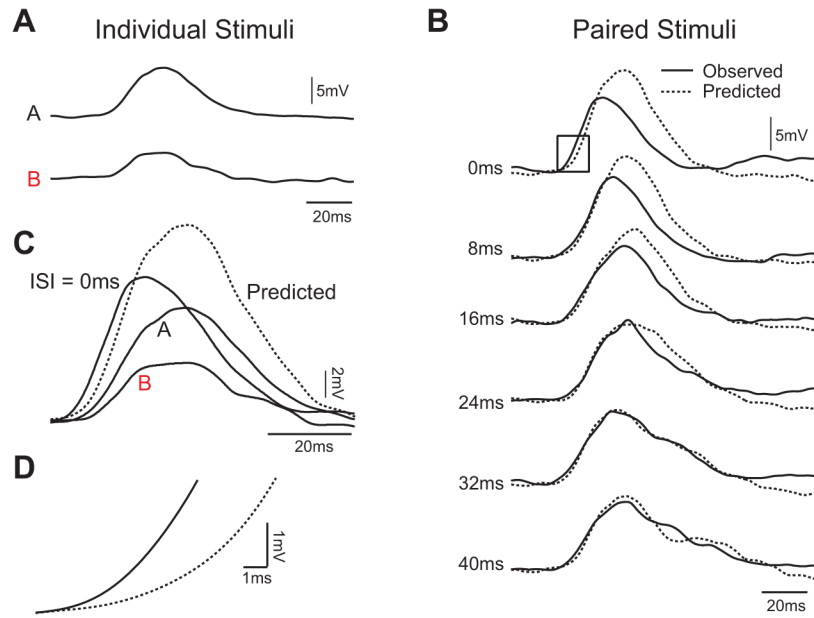 A
Individual Stimuli
5mV
A
B
20ms
B
Paired Stimuli
Observed
Predicted
5mV
0ms
8ms
16ms
24ms
32ms
40ms
20ms
C
ISI = 0ms
Predicted
A
B
2mV
20ms
D
1mV
1ms